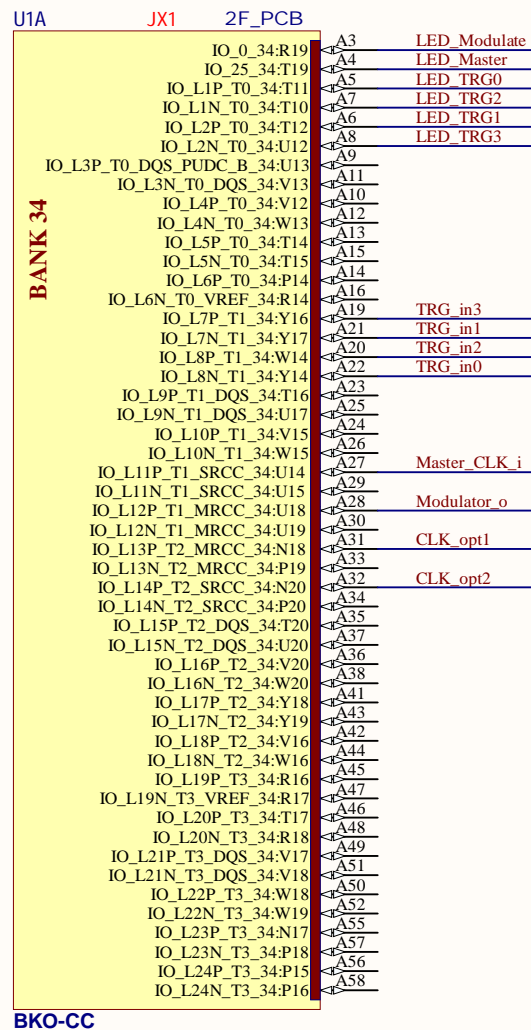 U1A JX1 2F_PCB
BANK 34
IO_0_34:R19 A3 LED_Modulate
IO_25_34:T19 A4 LED_Master
IO_L1P_T0_34:T11 A5 LED_TRG0
IO_L1N_T0_34:T10 A7 LED_TRG2
IO_L2P_T0_34:T12 A6 LED_TRG1
IO_L2N_T0_34:U12 A8 LED_TRG3
IO_L3P_T0_DQS_PUDC_B_34:U13 A9
IO_L3N_T0_DQS_34:V13 A11
IO_L4P_T0_34:V12 A10
IO_L4N_T0_34:W13 A12
IO_L5P_T0_34:T14 A13
IO_L5N_T0_34:T15 A15
IO_L6P_T0_34:P14 A14
IO_L6N_T0_VREF_34:R14 A16
IO_L7P_T1_34:Y16 A19 TRG_in3
IO_L7N_T1_34:Y17 A21 TRG_in1
IO_L8P_T1_34:W14 A20 TRG_in2
IO_L8N_T1_34:Y14 A22 TRG_in0
IO_L9P_T1_DQS_34:T16 A23
IO_L9N_T1_DQS_34:U17 A25
IO_L10P_T1_34:V15 A24
IO_L10N_T1_34:W15 A26
IO_L11P_T1_SRCC_34:U14 A27 Master_CLK_i
IO_L11N_T1_SRCC_34:U15 A29
IO_L12P_T1_MRCC_34:U18 A28 Modulator_o
IO_L12N_T1_MRCC_34:U19 A30
IO_L13P_T2_MRCC_34:N18 A31 CLK_opt1
IO_L13N_T2_MRCC_34:P19 A33
IO_L14P_T2_SRCC_34:N20 A32 CLK_opt2
IO_L14N_T2_SRCC_34:P20 A34
IO_L15P_T2_DQS_34:T20 A35
IO_L15N_T2_DQS_34:U20 A37
IO_L16P_T2_34:V20 A36
IO_L16N_T2_34:W20 A38
IO_L17P_T2_34:Y18 A41
IO_L17N_T2_34:Y19 A43
IO_L18P_T2_34:V16 A42
IO_L18N_T2_34:W16 A44
IO_L19P_T3_34:R16 A45
IO_L19N_T3_VREF_34:R17 A47
IO_L20P_T3_34:T17 A46
IO_L20N_T3_34:R18 A48
IO_L21P_T3_DQS_34:V17 A49
IO_L21N_T3_DQS_34:V18 A51
IO_L22P_T3_34:W18 A50
IO_L22N_T3_34:W19 A52
IO_L23P_T3_34:N17 A55
IO_L23N_T3_34:P18 A57
IO_L24P_T3_34:P15 A56
IO_L24N_T3_34:P16 A58
BKO-CC